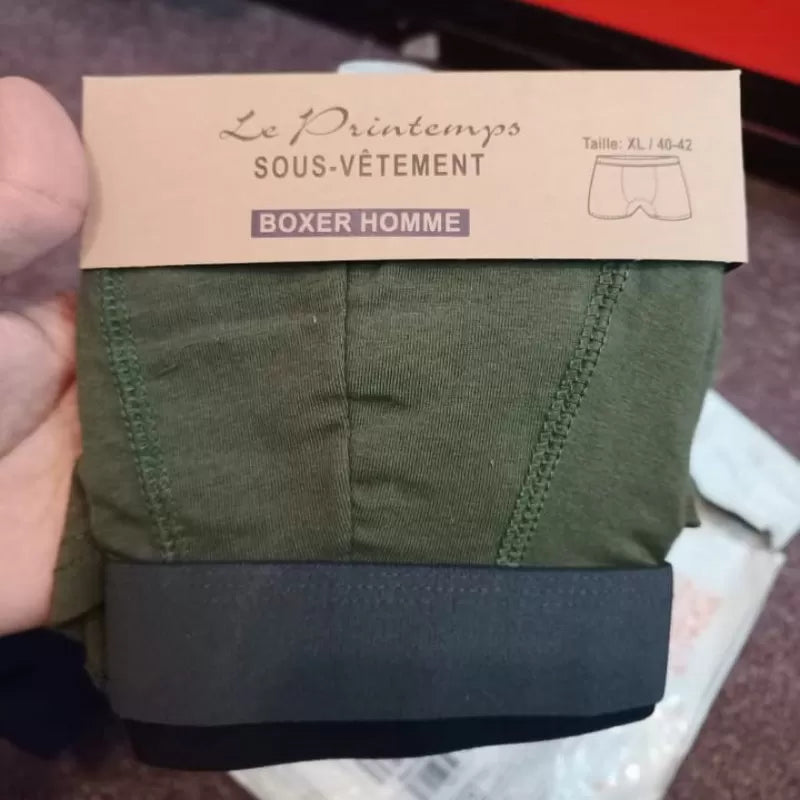 Le Printemps
SOUS-VÊTEMENT
BOXER HOMME
Taille: XL / 40-42